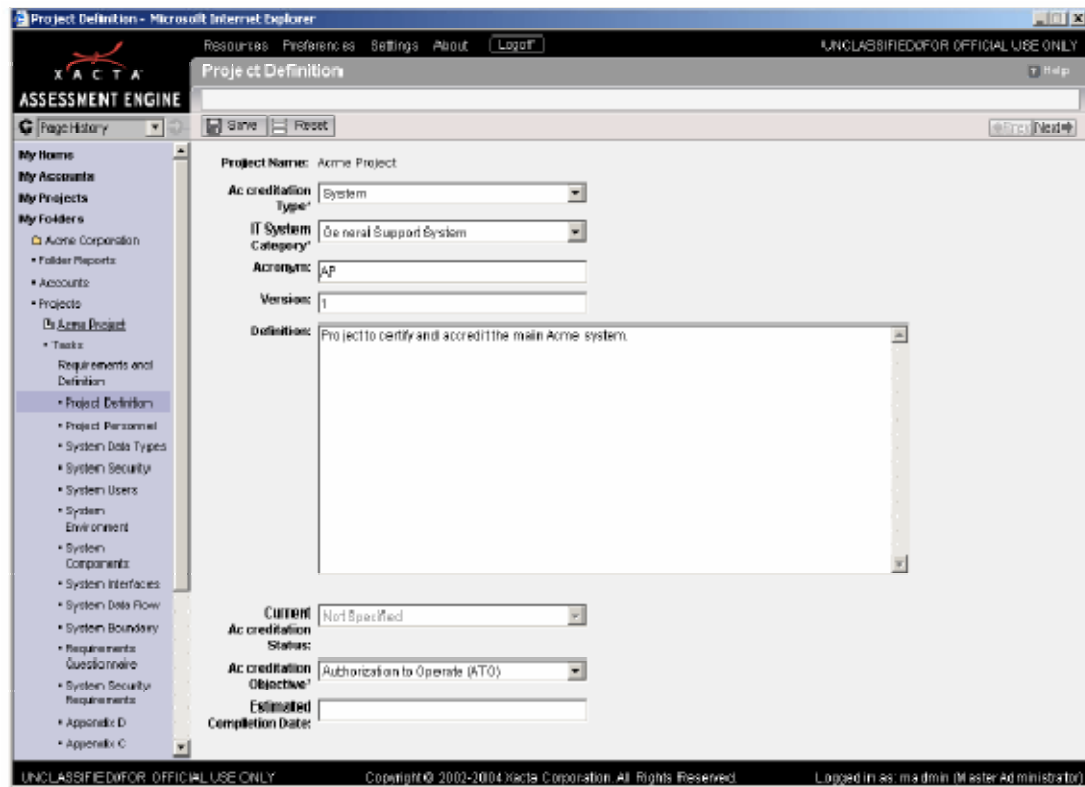 Project Definition - Microsoft Internet Explorer
Resources Preferences Settings About Logoff
UNCLASSIFIED//FOR OFFICIAL USE ONLY
XACTA
ASSESSMENT ENGINE
Project Definition
Help
Page History
Save Reset
Prev Next
My Home
My Accounts
My Projects
My Folders
Acme Corporation
Folder Reports
Accounts
Projects
Acme Project
Tasks
Requirements and
Definition
Project Definition
Project Personnel
System Data Types
System Security
System Users
System
Environment
System
Components
System Interfaces
System Data Flow
System Boundary
Requirements
Questionnaire
System Security
Requirements
Appendix D
Appendix C
Project Name: Acme Project
Accreditation
Type* System
IT System
Category* General Support System
Acronym: AP
Version: 1
Definition: Project to certify and accredit the main Acme system.
Current
Accreditation
Status: Not Specified
Accreditation
Objective* Authorization to Operate (ATO)
Estimated
Completion Date:
UNCLASSIFIED//FOR OFFICIAL USE ONLY
Copyright © 2002-2004 Xacta Corporation. All Rights Reserved.
Logged in as: madmin (Master Administrator)